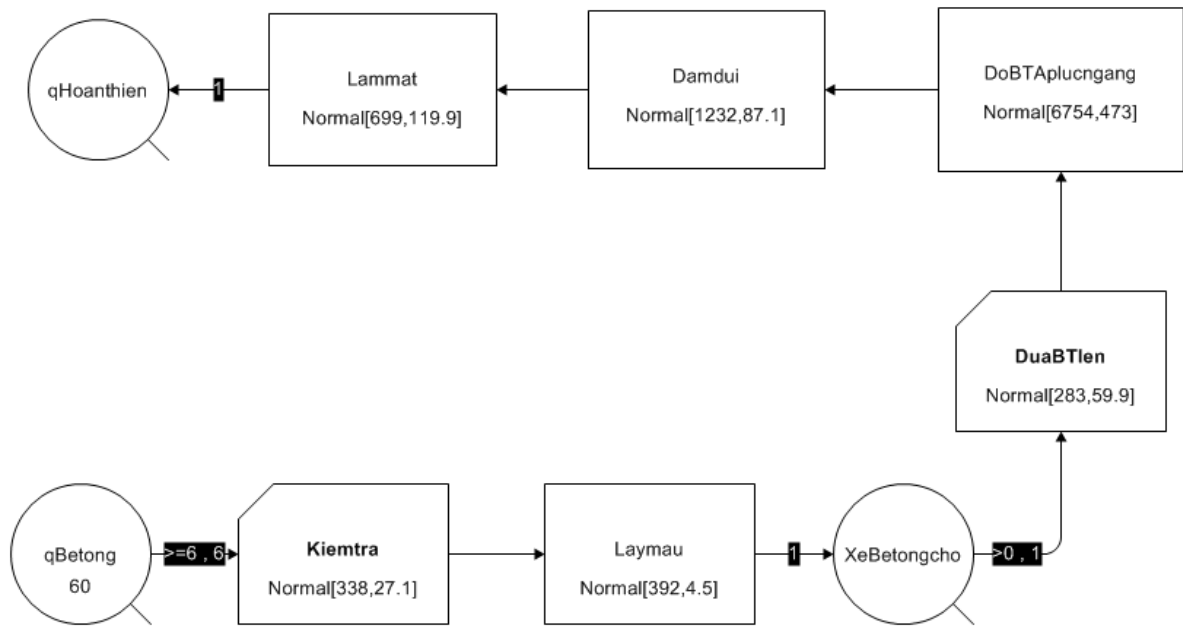 qHoanthien
1
Lammat
Normal[699,119.9]
Damdui
Normal[1232,87.1]
DoBTAplucngang
Normal[6754,473]
DuaBTlen
Normal[283,59.9]
qBetong
60
>=6 , 6
Kiemtra
Normal[338,27.1]
Laymau
Normal[392,4.5]
1
XeBetongcho
>0 , 1